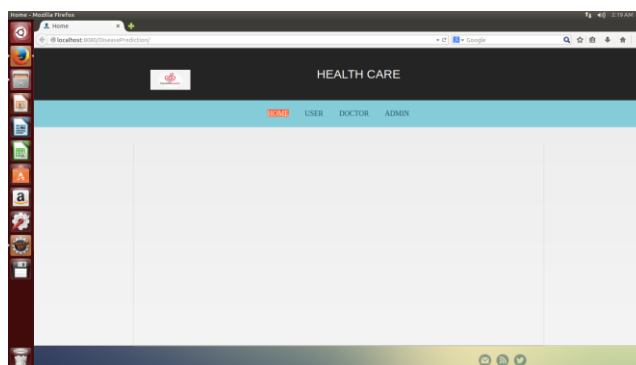 Home - Mozilla Firefox
2:19 AM
Home
localhost:8080/DiseasePrediction/
Google
HEALTH CARE
HOME USER DOCTOR ADMIN